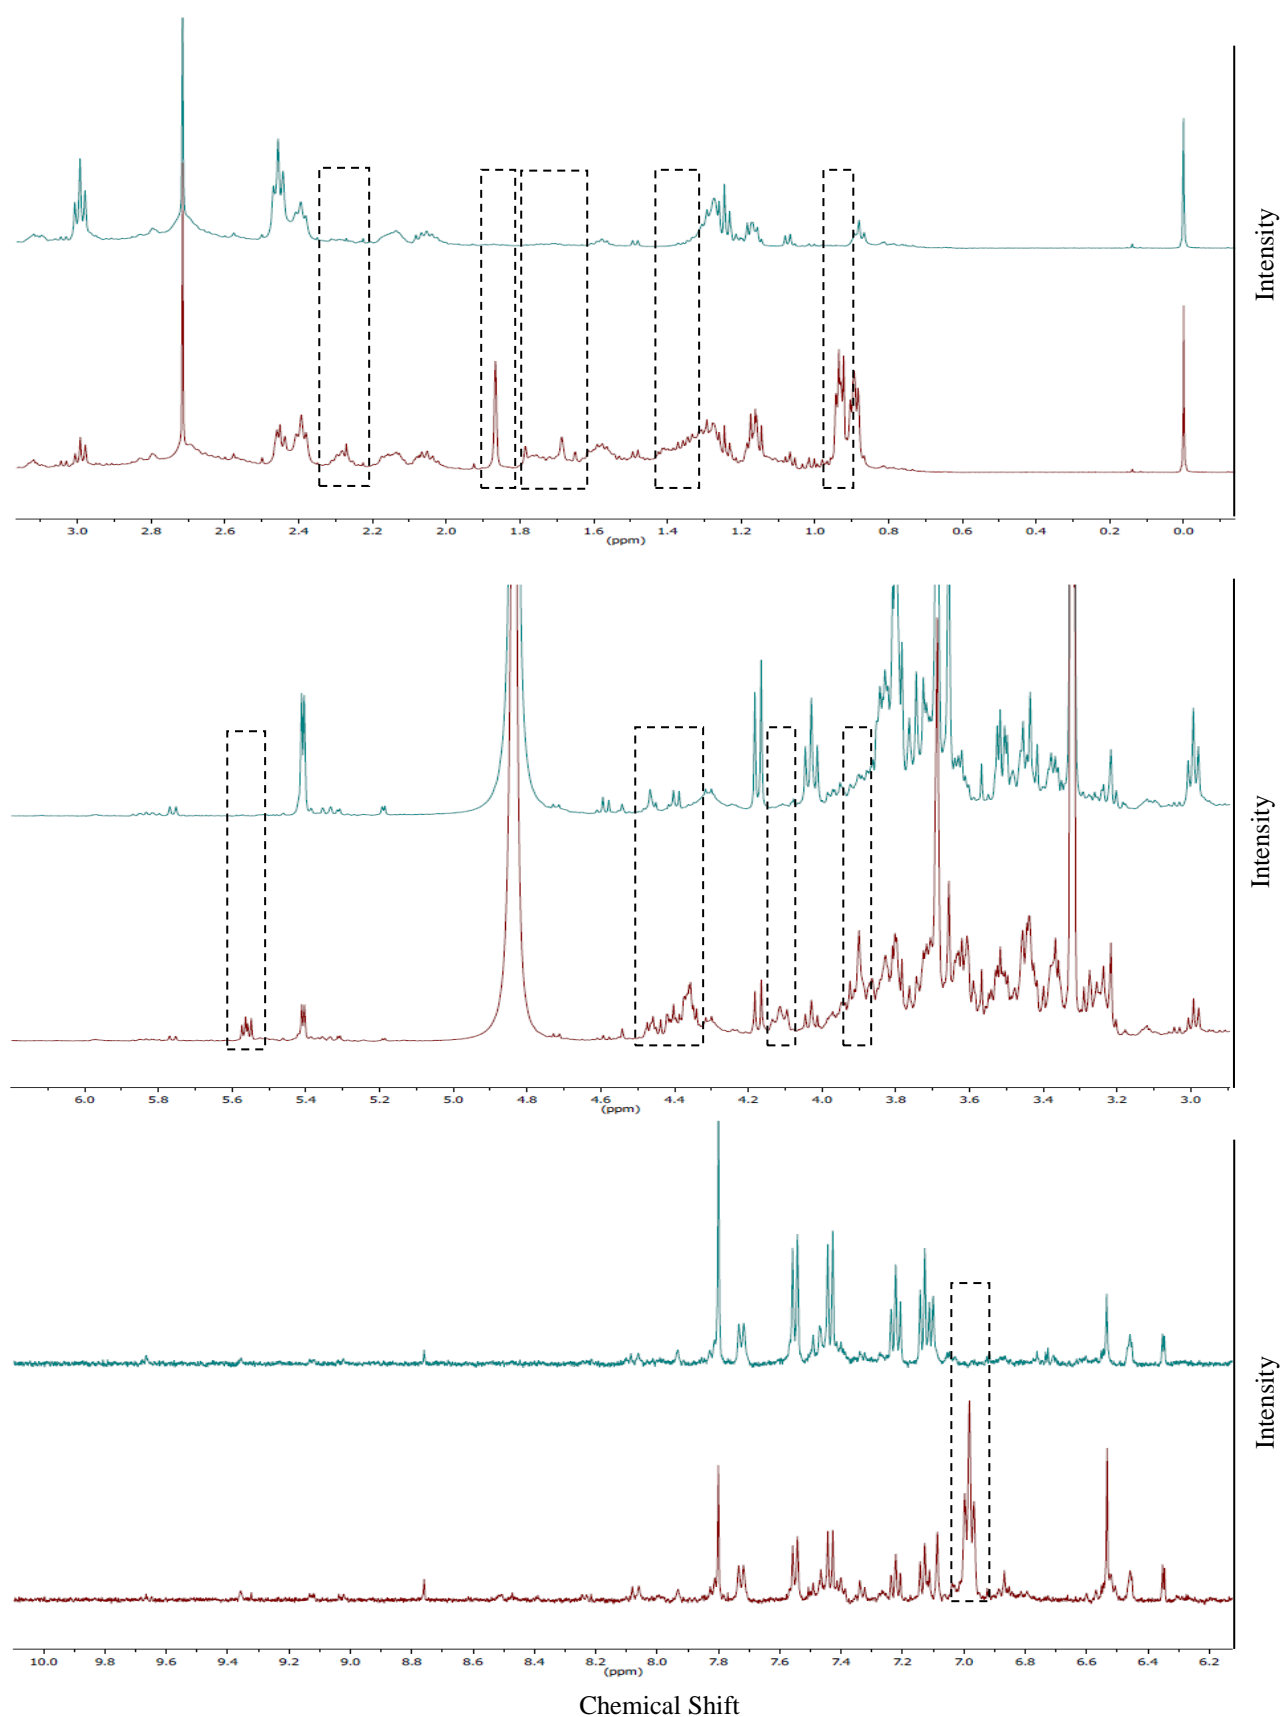 Intensity
3.0 2.8 2.6 2.4 2.2 2.0 1.8 1.6 1.4 1.2 1.0 0.8 0.6 0.4 0.2 0.0
(ppm)
Intensity
6.0 5.8 5.6 5.4 5.2 5.0 4.8 4.6 4.4 4.2 4.0 3.8 3.6 3.4 3.2 3.0
(ppm)
Intensity
10.0 9.8 9.6 9.4 9.2 9.0 8.8 8.6 8.4 8.2 8.0 7.8 7.6 7.4 7.2 7.0 6.8 6.6 6.4 6.2
(ppm)
Chemical Shift